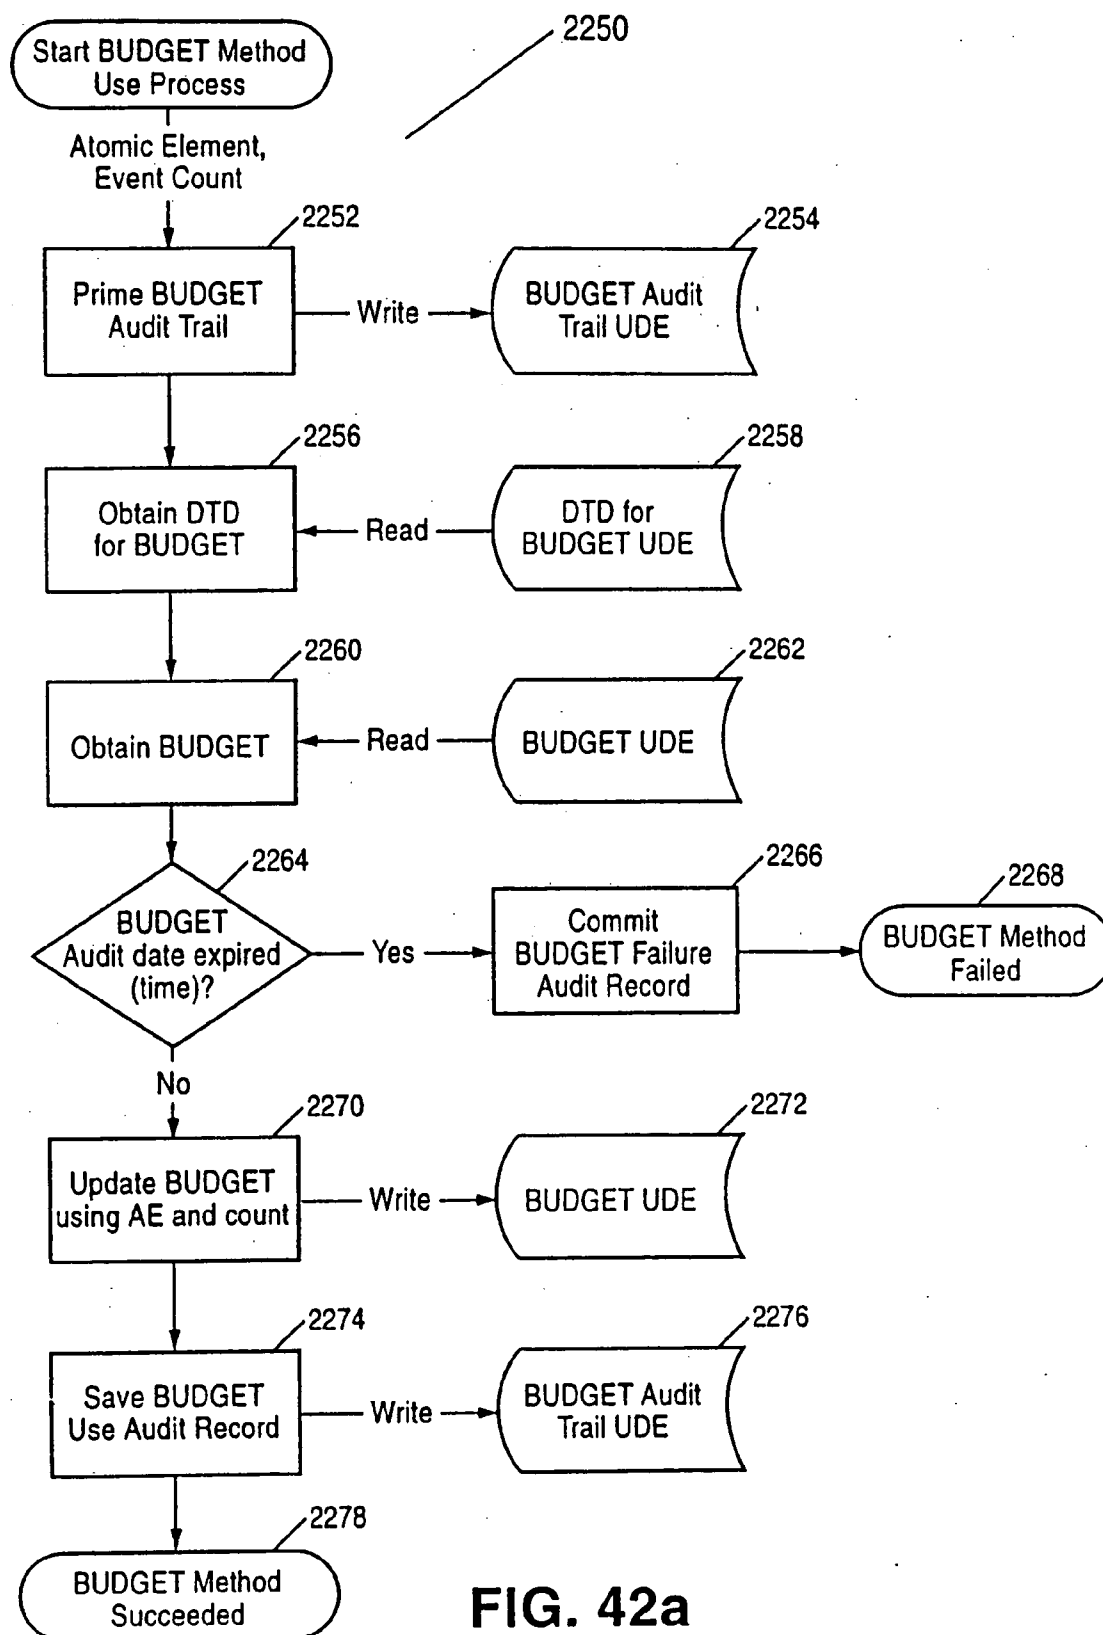 2250
Start BUDGET Method
Use Process
Atomic Element,
Event Count
2252
2254
Prime BUDGET
Audit Trail
Write
BUDGET Audit
Trail UDE
2256
2258
Obtain DTD
for BUDGET
Read
DTD for
BUDGET UDE
2260
2262
Obtain BUDGET
Read
BUDGET UDE
2264
2266
2268
BUDGET
Audit date expired
(time)?
Yes
Commit
BUDGET Failure
Audit Record
BUDGET Method
Failed
No
2270
2272
Update BUDGET
using AE and count
Write
BUDGET UDE
2274
2276
Save BUDGET
Use Audit Record
Write
BUDGET Audit
Trail UDE
2278
BUDGET Method
Succeeded
FIG. 42a